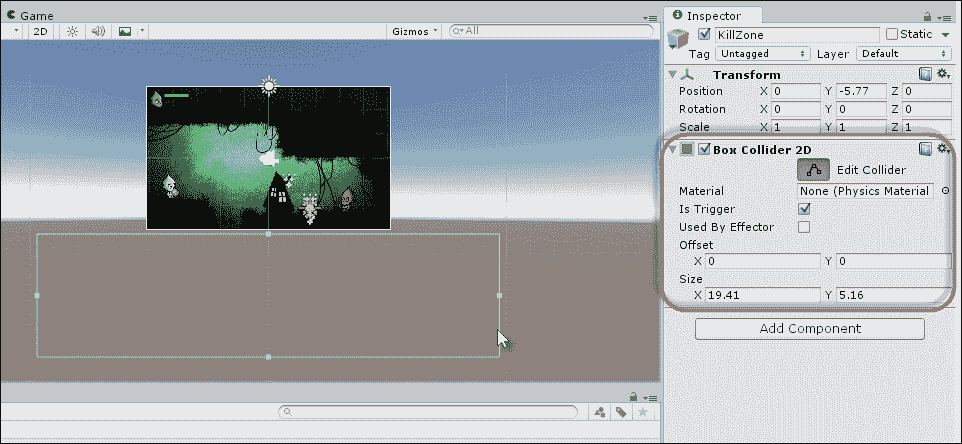 Game
2D
Gizmos
All
Inspector
KillZone
Static
Tag Untagged Layer Default
Transform
Position X 0 Y -5.77 Z 0
Rotation X 0 Y 0 Z 0
Scale X 1 Y 1 Z 1
Box Collider 2D
Edit Collider
Material None (Physics Material
Is Trigger
Used By Effector
Offset
X 0 Y 0
Size
X 19.41 Y 5.16
Add Component